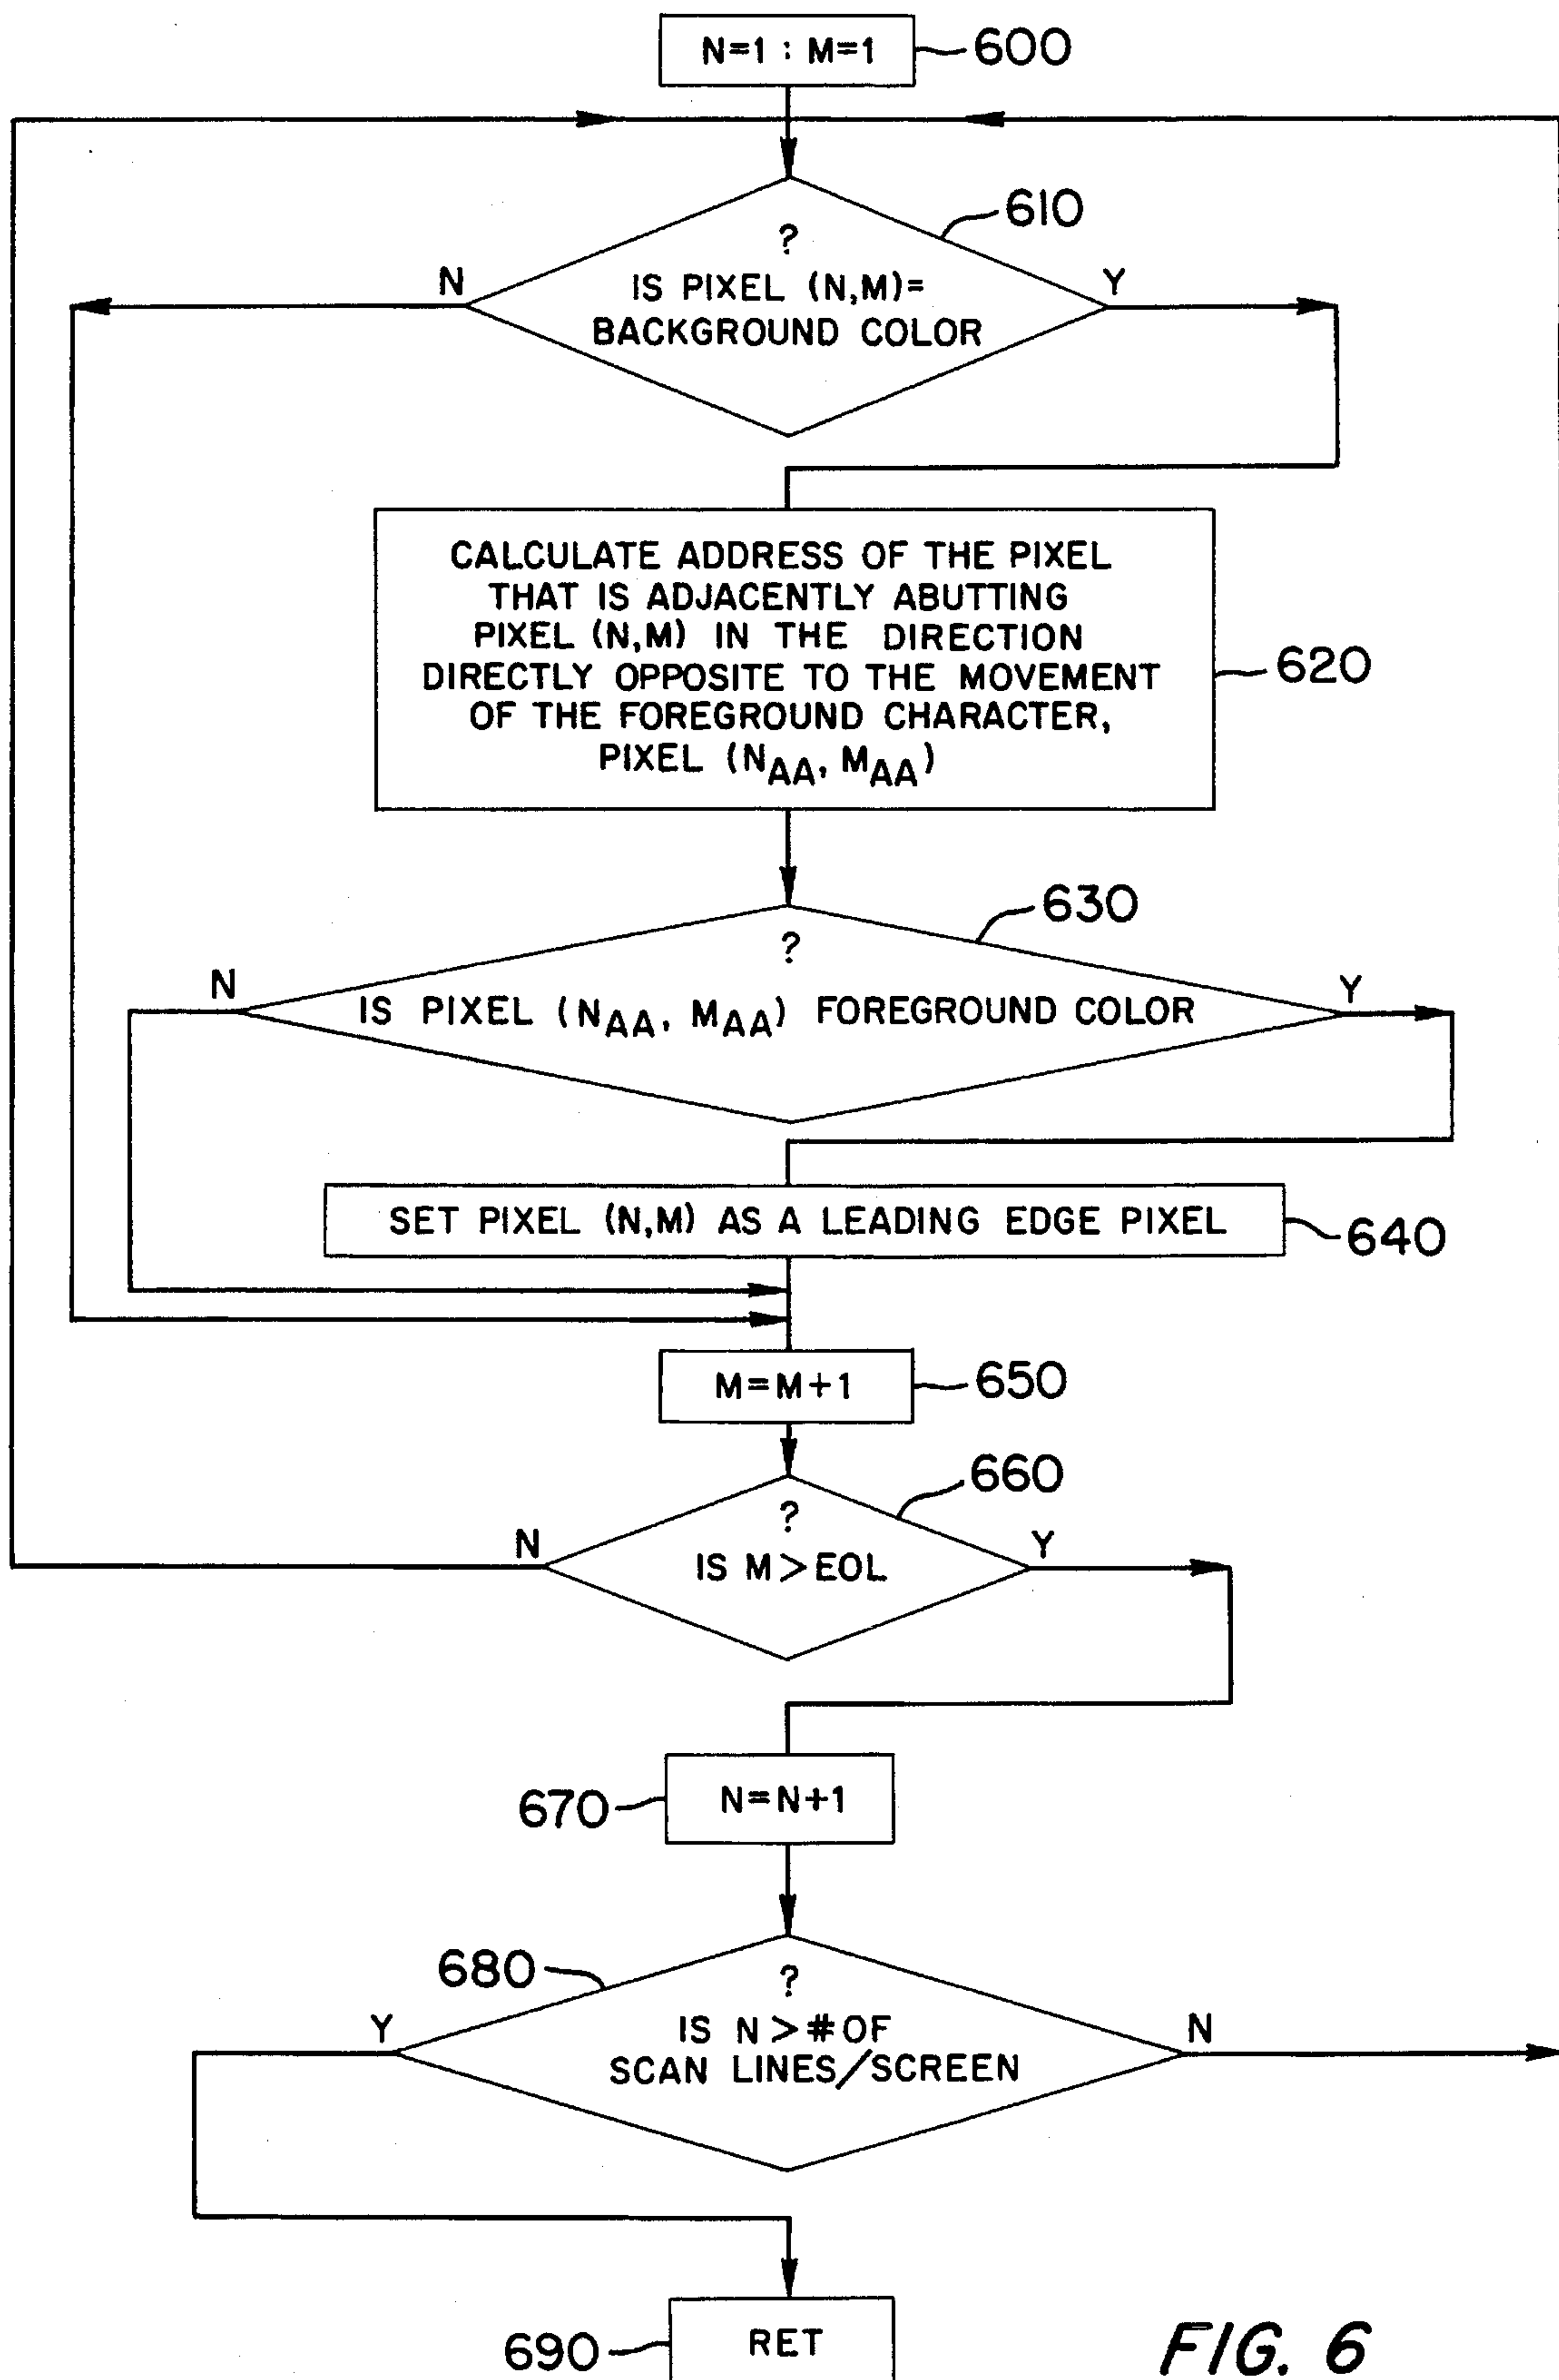 N=1 : M=1
600
610
?
N
Y
IS PIXEL (N,M)=
BACKGROUND COLOR
CALCULATE ADDRESS OF THE PIXEL
THAT IS ADJACENTLY ABUTTING
PIXEL (N,M) IN THE DIRECTION
DIRECTLY OPPOSITE TO THE MOVEMENT
OF THE FOREGROUND CHARACTER,
PIXEL (NAA, MAA)
620
630
?
N
Y
IS PIXEL (NAA, MAA) FOREGROUND COLOR
SET PIXEL (N,M) AS A LEADING EDGE PIXEL
640
M=M+1
650
660
?
N
Y
IS M>EOL
670
N=N+1
680
?
Y
N
IS N>#OF
SCAN LINES/SCREEN
690
RET
FIG. 6